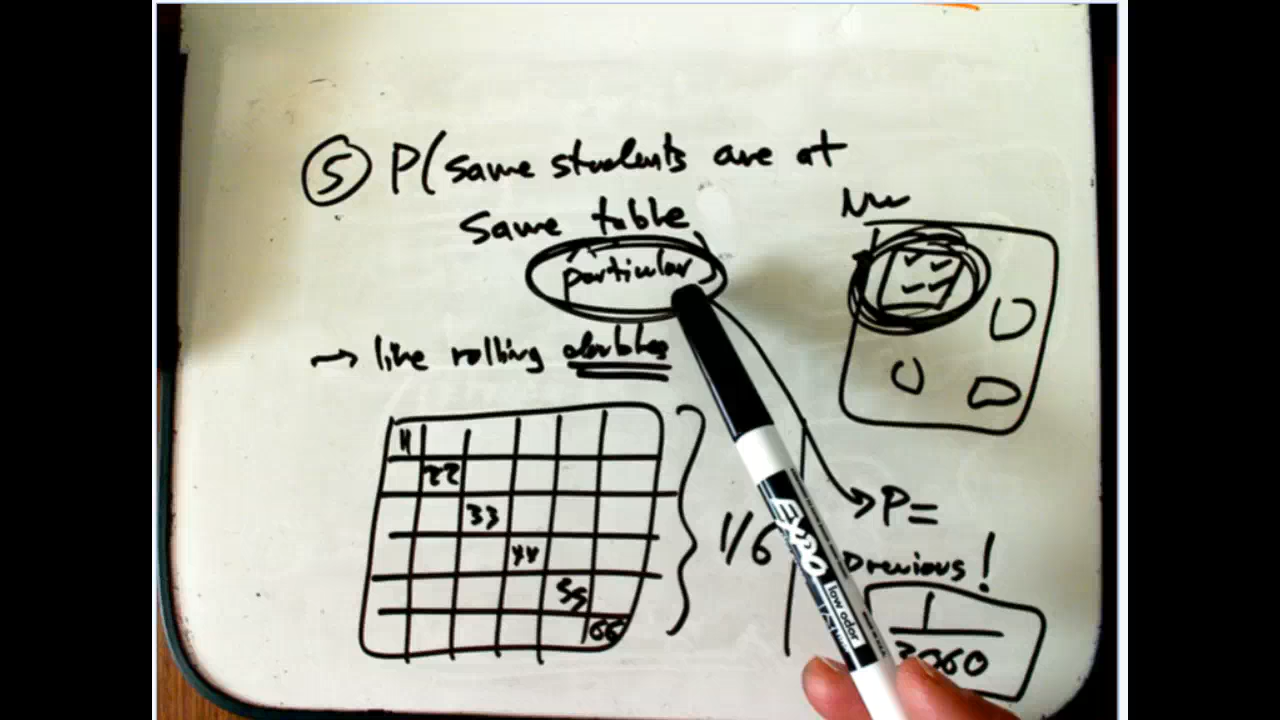 ⑤ P( same students are at
same table
particular )
→ like rolling doubles
11
22
33
44
55
66
1/6
P=
previous!
1
3060
EXPO
low odor